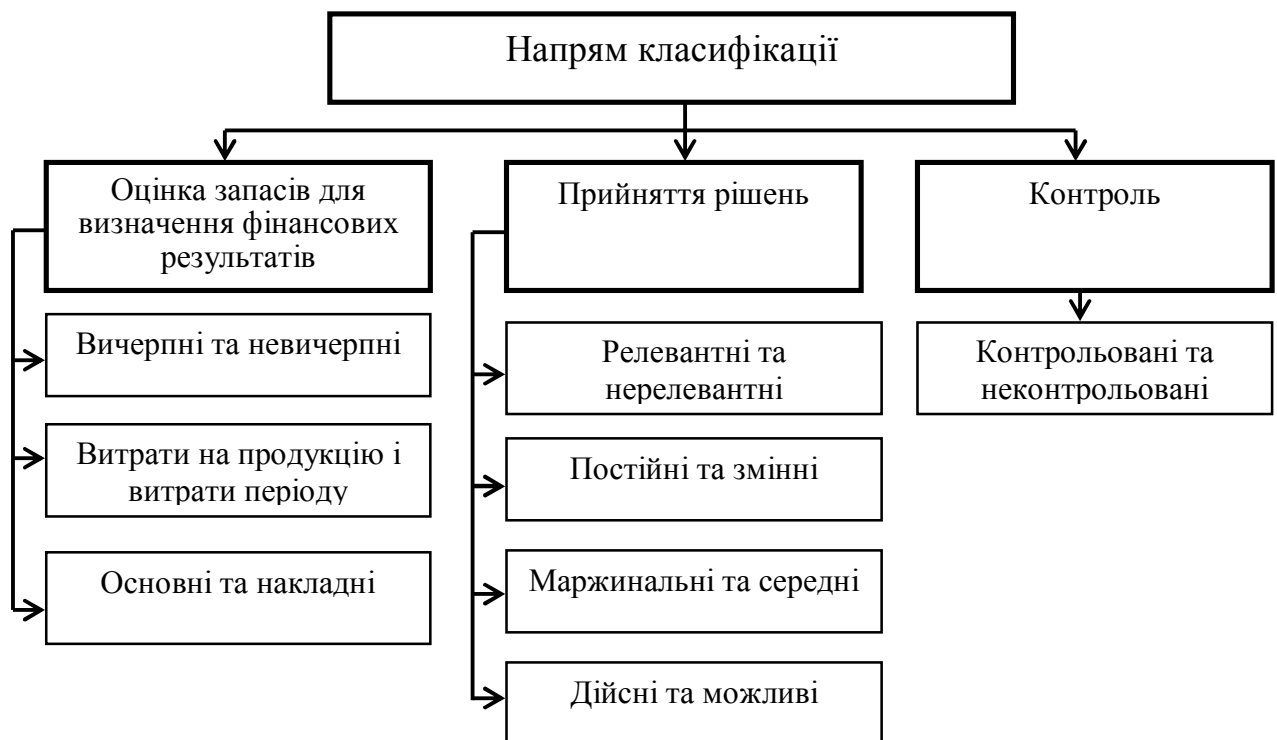 Напрям класифікації
Оцінка запасів для
визначення фінансових
результатів
Прийняття рішень
Контроль
Вичерпні та невичерпні
Витрати на продукцію і
витрати періоду
Основні та накладні
Релевантні та
нерелевантні
Постійні та змінні
Маржинальні та середні
Дійсні та можливі
Контрольовані та
неконтрольовані